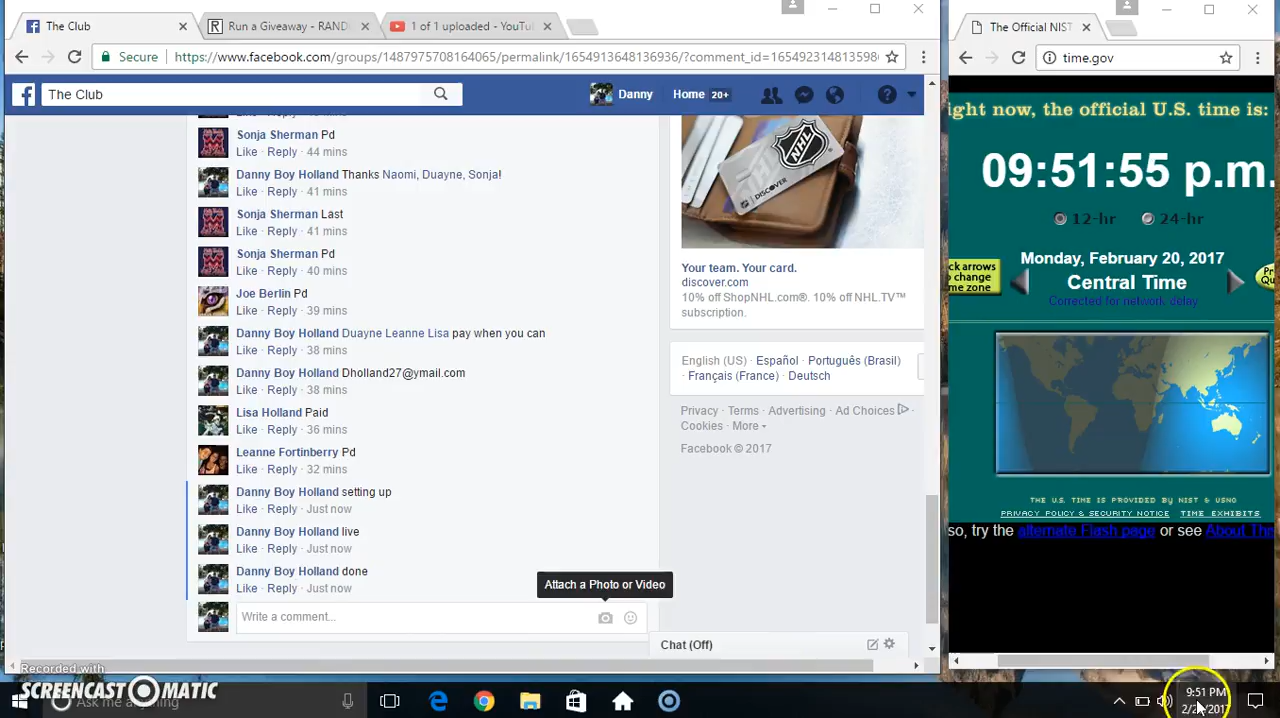 The Club
Run a Giveaway - RAND
1 of 1 uploaded - YouTu
Secure
https://www.facebook.com/groups/1487975708164065/permalink/1654913648136936/?comment_id=1654923148135986
The Club
Danny
Home 20+
Sonja Sherman Pd
Like · Reply · 44 mins
Danny Boy Holland Thanks Naomi, Duayne, Sonja!
Like · Reply · 41 mins
Sonja Sherman Last
Like · Reply · 41 mins
Sonja Sherman Pd
Like · Reply · 40 mins
Joe Berlin Pd
Like · Reply · 39 mins
Danny Boy Holland Duayne Leanne Lisa pay when you can
Like · Reply · 38 mins
Danny Boy Holland Dholland27@ymail.com
Like · Reply · 38 mins
Lisa Holland Paid
Like · Reply · 36 mins
Leanne Fortinberry Pd
Like · Reply · 32 mins
Danny Boy Holland setting up
Like · Reply · Just now
Danny Boy Holland live
Like · Reply · Just now
Danny Boy Holland done
Like · Reply · Just now
Attach a Photo or Video
Write a comment...
NHL
DISCOVER
Your team. Your card.
discover.com
10% off ShopNHL.com®. 10% off NHL.TV™
subscription.
English (US) · Español · Português (Brasil)
· Français (France) · Deutsch
Privacy · Terms · Advertising · Ad Choices ·
Cookies · More
Facebook © 2017
Chat (Off)
The Official NIST
time.gov
ight now, the official U.S. time is:
09:51:55 p.m.
12-hr 24-hr
Monday, February 20, 2017
Central Time
Corrected for network delay
ck arrows
o change
me zone
THE U.S. TIME IS PROVIDED BY NIST & USNO
PRIVACY POLICY & SECURITY NOTICE TIME EXHIBITS
so, try the alternate Flash page or see About The
Recorded with
SCREENCAST-O-MATIC
Ask me anything
9:51 PM